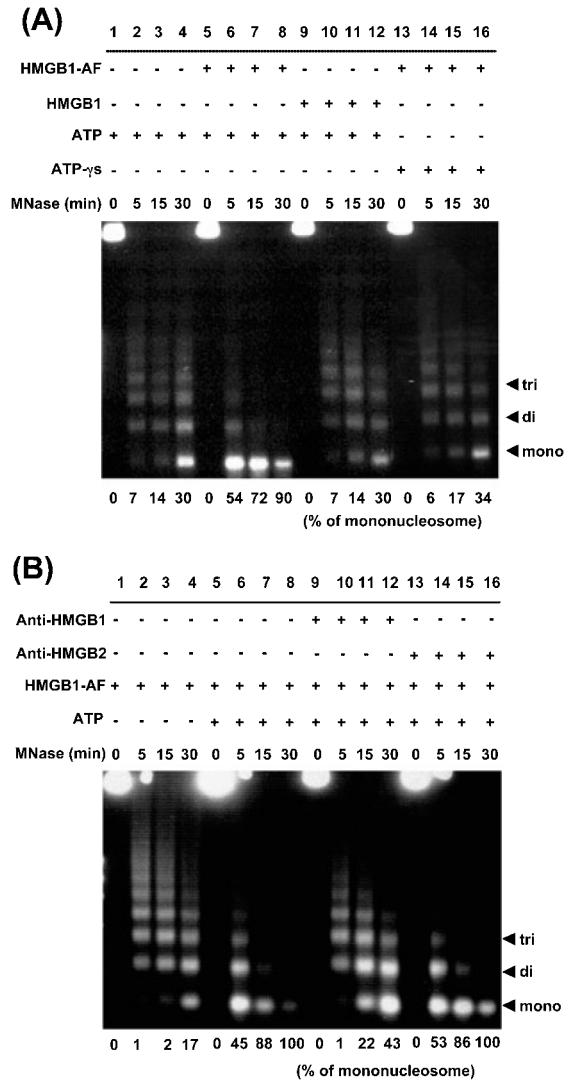 (A)
1 2 3 4 5 6 7 8 9 10 11 12 13 14 15 16
HMGB1-AF - - - - + + + + - - - - + + + +
HMGB1 - - - - - - - - + + + + - - - -
ATP + + + + + + + + + + + + - - - -
ATP-γs - - - - - - - - - - - - + + + +
MNase (min) 0 5 15 30 0 5 15 30 0 5 15 30 0 5 15 30
◄ tri
◄ di
◄ mono
0 7 14 30 0 54 72 90 0 7 14 30 0 6 17 34
(% of mononucleosome)
(B)
1 2 3 4 5 6 7 8 9 10 11 12 13 14 15 16
Anti-HMGB1 - - - - - - - - + + + + - - - -
Anti-HMGB2 - - - - - - - - - - - - + + + +
HMGB1-AF + + + + + + + + + + + + + + + +
ATP - - - - + + + + + + + + + + + +
MNase (min) 0 5 15 30 0 5 15 30 0 5 15 30 0 5 15 30
◄ tri
◄ di
◄ mono
0 1 2 17 0 45 88 100 0 1 22 43 0 53 86 100
(% of mononucleosome)